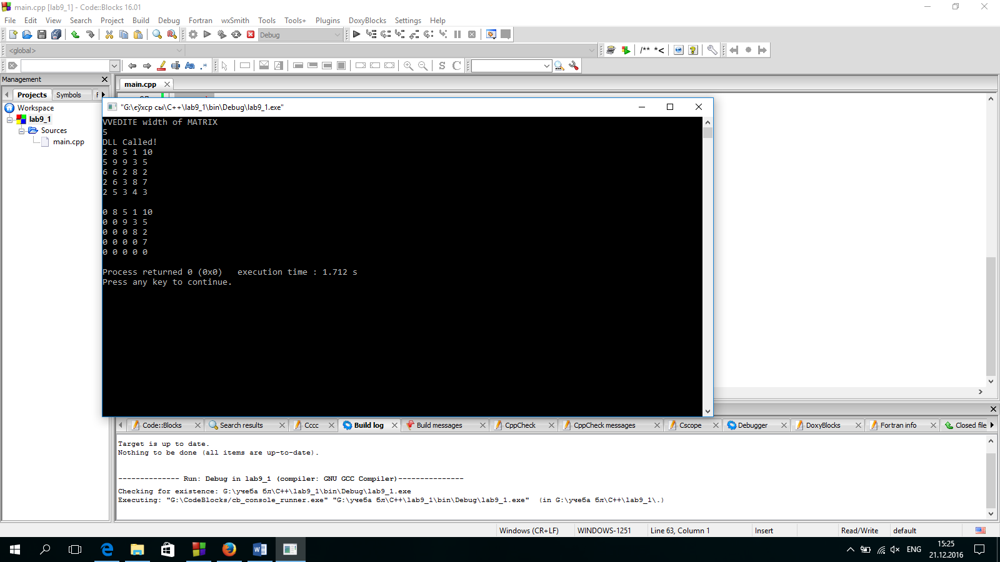 main.cpp [lab9_1] - Code::Blocks 16.01
File Edit View Search Project Build Debug Fortran wxSmith Tools Tools+ Plugins DoxyBlocks Settings Help
Debug
<global>
/** *<
Aa .*
S C
Management
main.cpp
Projects Symbols
Workspace
lab9_1
Sources
main.cpp
"G:\єўхср сы\C++\lab9_1\bin\Debug\lab9_1.exe"
VVEDITE width of MATRIX
5
DLL Called!
2 8 5 1 10
5 9 9 3 5
6 6 2 8 2
2 6 3 8 7
2 5 3 4 3
0 8 5 1 10
0 0 9 3 5
0 0 0 8 2
0 0 0 0 7
0 0 0 0 0
Process returned 0 (0x0)   execution time : 1.712 s
Press any key to continue.
Code::Blocks Search results Cccc Build log Build messages CppCheck CppCheck messages Cscope Debugger DoxyBlocks Fortran info Closed file
Target is up to date.
Nothing to be done (all items are up-to-date).
-------------- Run: Debug in lab9_1 (compiler: GNU GCC Compiler)---------------
Checking for existence: G:\учеба бл\C++\lab9_1\bin\Debug\lab9_1.exe
Executing: "G:\CodeBlocks/cb_console_runner.exe" "G:\учеба бл\C++\lab9_1\bin\Debug\lab9_1.exe"  (in G:\учеба бл\C++\lab9_1\.)
Windows (CR+LF) WINDOWS-1251 Line 63, Column 1 Insert Read/Write default
ENG
15:25
21.12.2016